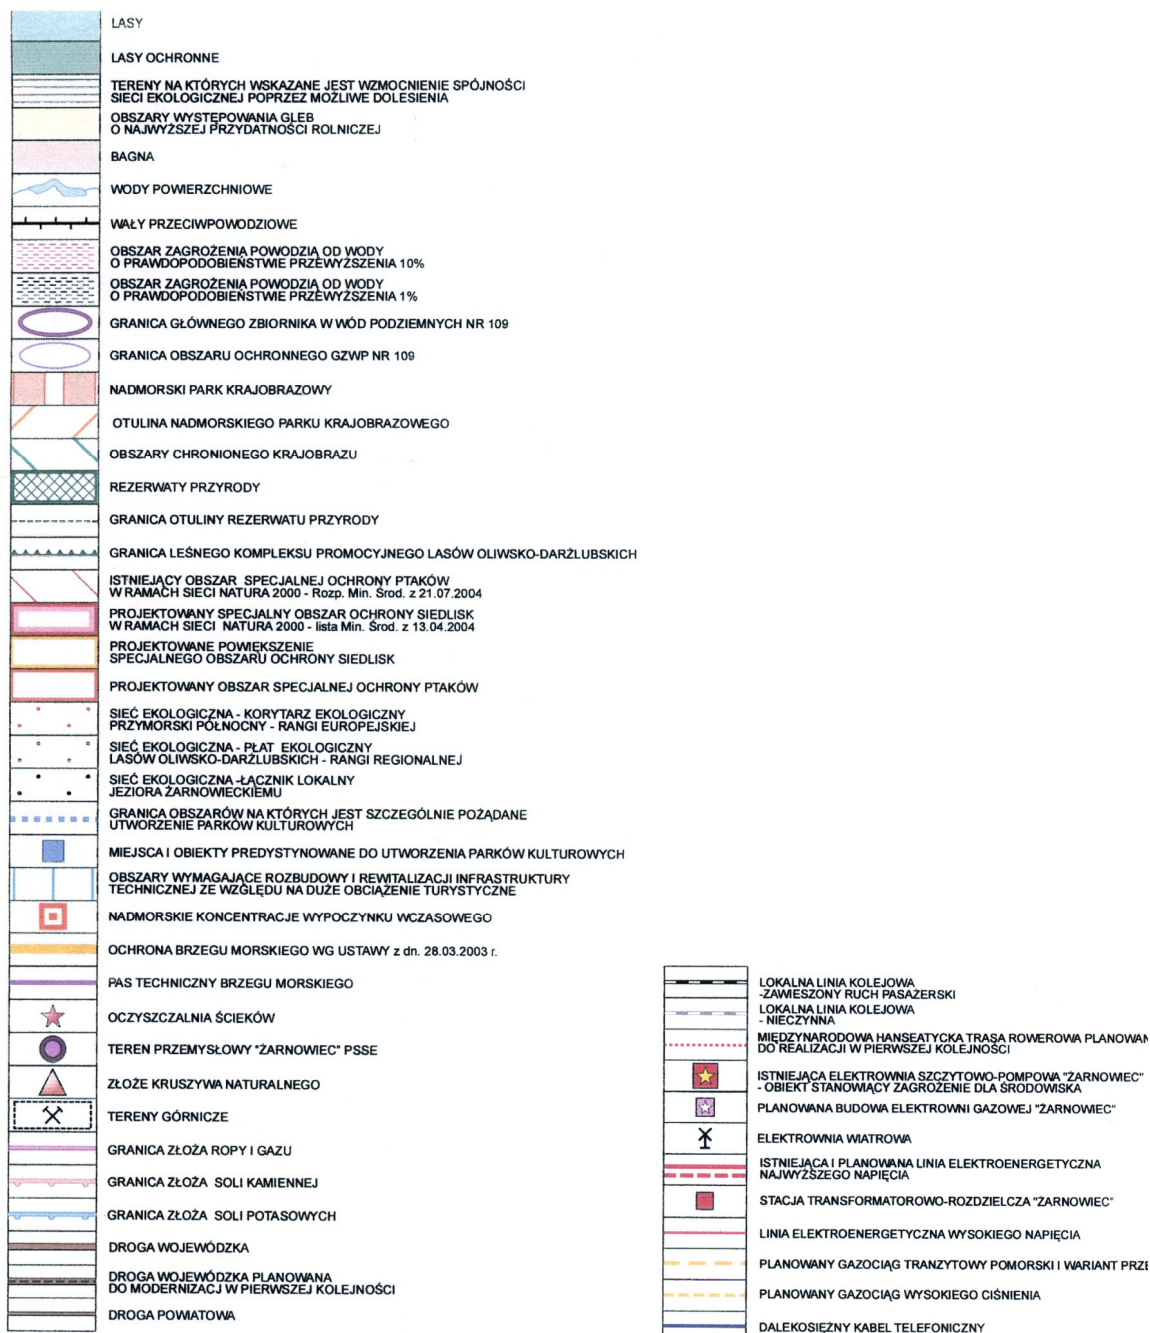 LASY
LASY OCHRONNE
TERENY NA KTÓRYCH WSKAZANE JEST WZMOCNIENIE SPÓJNOŚCI
SIECI EKOLOGICZNEJ POPRZEZ MOŻLIWE DOLESIENIA
OBSZARY WYSTĘPOWANIA GLEB
O NAJWYŻSZEJ PRZYDATNOŚCI ROLNICZEJ
BAGNA
WODY POWIERZCHNIOWE
WAŁY PRZECIWPOWODZIOWE
OBSZAR ZAGROŻENIA POWODZIĄ OD WODY
O PRAWDOPODOBIEŃSTWIE PRZEWYŻSZENIA 10%
OBSZAR ZAGROŻENIA POWODZIĄ OD WODY
O PRAWDOPODOBIEŃSTWIE PRZEWYŻSZENIA 1%
GRANICA GŁÓWNEGO ZBIORNIKA W WÓD PODZIEMNYCH NR 109
GRANICA OBSZARU OCHRONNEGO GZWP NR 109
NADMORSKI PARK KRAJOBRAZOWY
OTULINA NADMORSKIEGO PARKU KRAJOBRAZOWEGO
OBSZARY CHRONIONEGO KRAJOBRAZU
REZERWATY PRZYRODY
GRANICA OTULINY REZERWATU PRZYRODY
GRANICA LEŚNEGO KOMPLEKSU PROMOCYJNEGO LASÓW OLIWSKO-DARŻLUBSKICH
ISTNIEJĄCY OBSZAR SPECJALNEJ OCHRONY PTAKÓW
W RAMACH SIECI NATURA 2000 - Rozp. Min. Środ. z 21.07.2004
PROJEKTOWANY SPECJALNY OBSZAR OCHRONY SIEDLISK
W RAMACH SIECI NATURA 2000 - lista Min. Środ. z 13.04.2004
PROJEKTOWANE POWIĘKSZENIE
SPECJALNEGO OBSZARU OCHRONY SIEDLISK
PROJEKTOWANY OBSZAR SPECJALNEJ OCHRONY PTAKÓW
SIEĆ EKOLOGICZNA - KORYTARZ EKOLOGICZNY
PRZYMORSKI PÓŁNOCNY - RANGI EUROPEJSKIEJ
SIEĆ EKOLOGICZNA - PŁAT EKOLOGICZNY
LASÓW OLIWSKO-DARŻLUBSKICH - RANGI REGIONALNEJ
SIEĆ EKOLOGICZNA -ŁĄCZNIK LOKALNY
JEZIORA ŻARNOWIECKIEMU
GRANICA OBSZARÓW NA KTÓRYCH JEST SZCZEGÓLNIE POŻĄDANE
UTWORZENIE PARKÓW KULTUROWYCH
MIEJSCA I OBIEKTY PREDYSTYNOWANE DO UTWORZENIA PARKÓW KULTUROWYCH
OBSZARY WYMAGAJĄCE ROZBUDOWY I REWITALIZACJI INFRASTRUKTURY
TECHNICZNEJ ZE WZGLĘDU NA DUŻE OBCIĄŻENIE TURYSTYCZNE
NADMORSKIE KONCENTRACJE WYPOCZYNKU WCZASOWEGO
OCHRONA BRZEGU MORSKIEGO WG USTAWY z dn. 28.03.2003 r.
PAS TECHNICZNY BRZEGU MORSKIEGO
OCZYSZCZALNIA ŚCIEKÓW
TEREN PRZEMYSŁOWY "ŻARNOWIEC" PSSE
ZŁOŻE KRUSZYWA NATURALNEGO
TERENY GÓRNICZE
GRANICA ZŁOŻA ROPY I GAZU
GRANICA ZŁOŻA SOLI KAMIENNEJ
GRANICA ZŁOŻA SOLI POTASOWYCH
DROGA WOJEWÓDZKA
DROGA WOJEWÓDZKA PLANOWANA
DO MODERNIZACJ W PIERWSZEJ KOLEJNOŚCI
DROGA POWIATOWA
LOKALNA LINIA KOLEJOWA
-ZAWIESZONY RUCH PASAŻERSKI
LOKALNA LINIA KOLEJOWA
- NIECZYNNA
MIĘDZYNARODOWA HANSEATYCKA TRASA ROWEROWA PLANOWAN
DO REALIZACJI W PIERWSZEJ KOLEJNOŚCI
ISTNIEJĄCA ELEKTROWNIA SZCZYTOWO-POMPOWA "ŻARNOWIEC"
- OBIEKT STANOWIĄCY ZAGROŻENIE DLA ŚRODOWISKA
PLANOWANA BUDOWA ELEKTROWNI GAZOWEJ "ŻARNOWIEC"
ELEKTROWNIA WIATROWA
ISTNIEJĄCA I PLANOWANA LINIA ELEKTROENERGETYCZNA
NAJWYŻSZEGO NAPIĘCIA
STACJA TRANSFORMATOROWO-ROZDZIELCZA "ŻARNOWIEC"
LINIA ELEKTROENERGETYCZNA WYSOKIEGO NAPIĘCIA
PLANOWANY GAZOCIĄG TRANZYTOWY POMORSKI I WARIANT PRZE
PLANOWANY GAZOCIĄG WYSOKIEGO CIŚNIENIA
DALEKOSIĘŻNY KABEL TELEFONICZNY